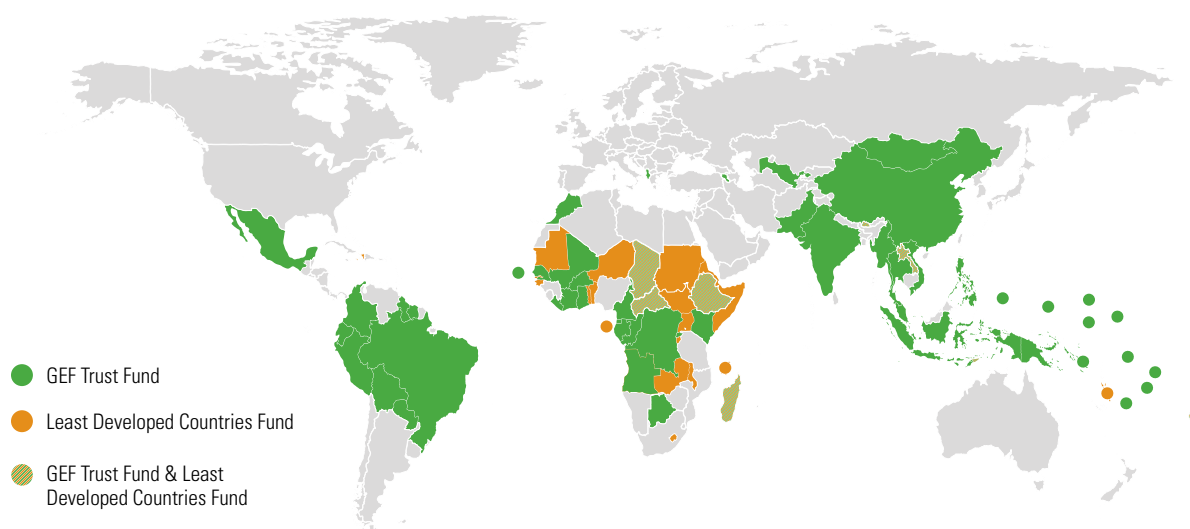 GEF Trust Fund
Least Developed Countries Fund
GEF Trust Fund & Least
Developed Countries Fund